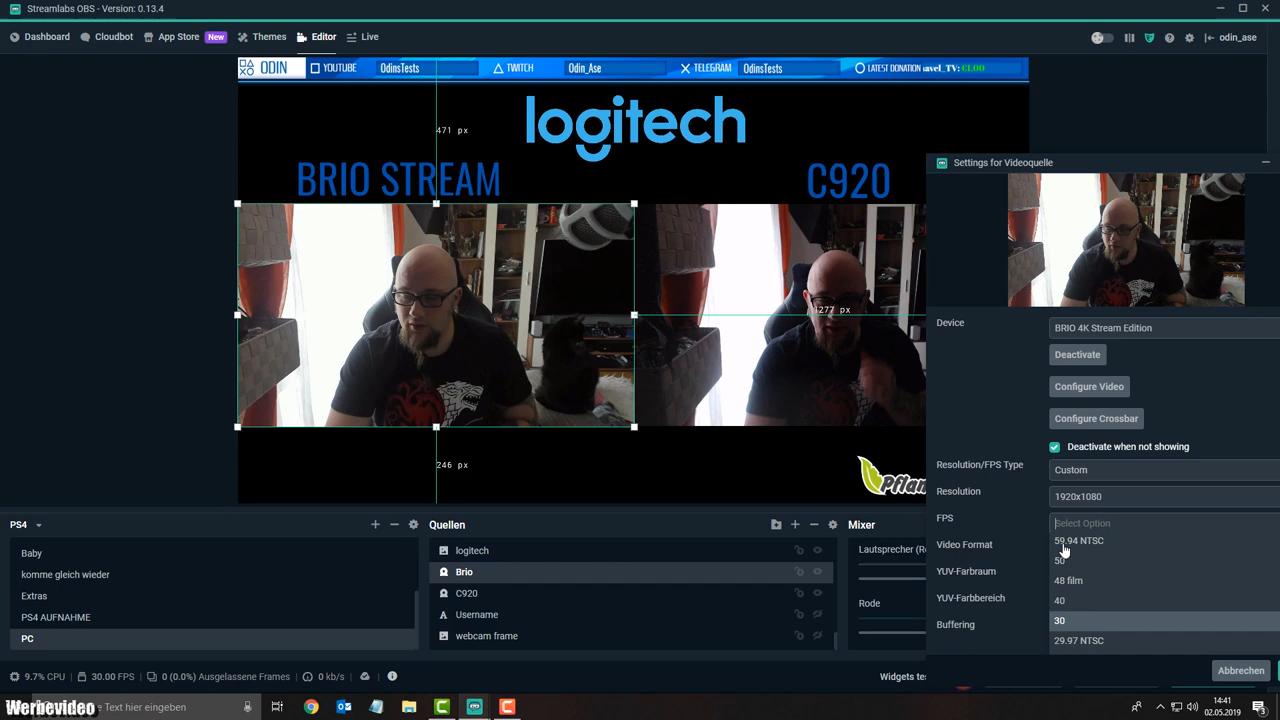 Streamlabs OBS - Version: 0.13.4
Dashboard Cloudbot App Store New Themes Editor Live odin_ase
ODIN YOUTUBE OdinsTests TWITCH Odin_Ase TELEGRAM OdinsTests LATEST DONATION avel_TV:
471 px
logitech
BRIO STREAM C920
1277 px
246 px
Pflan
Settings for Videoquelle
Device BRIO 4K Stream Edition
Deactivate
Configure Video
Configure Crossbar
Deactivate when not showing
Resolution/FPS Type Custom
Resolution 1920x1080
FPS Select Option
59.94 NTSC
Video Format
50
YUV-Farbraum
48 film
YUV-Farbbereich
40
Buffering
30
29.97 NTSC
Abbrechen
PS4
Baby
komme gleich wieder
Extras
PS4 AUFNAHME
PC
Quellen
logitech
Brio
C920
Username
webcam frame
Mixer
Lautsprecher (Re
Rode
9.7% CPU 30.00 FPS 0 (0.0%) Ausgelassene Frames 0 kb/s
Widgets tes
Werbevideo
Text hier eingeben
14:41
02.05.2019
3